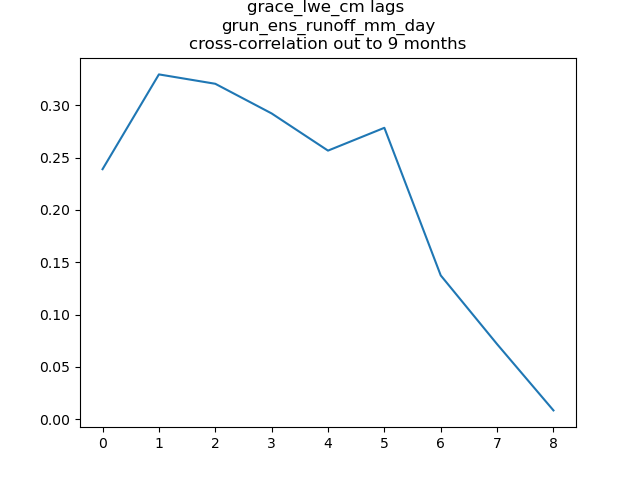 grace_lwe_cm lags
grun_ens_runoff_mm_day
cross-correlation out to 9 months
0.30
0.25
0.20
0.15
0.10
0.05
0.00
0 1 2 3 4 5 6 7 8